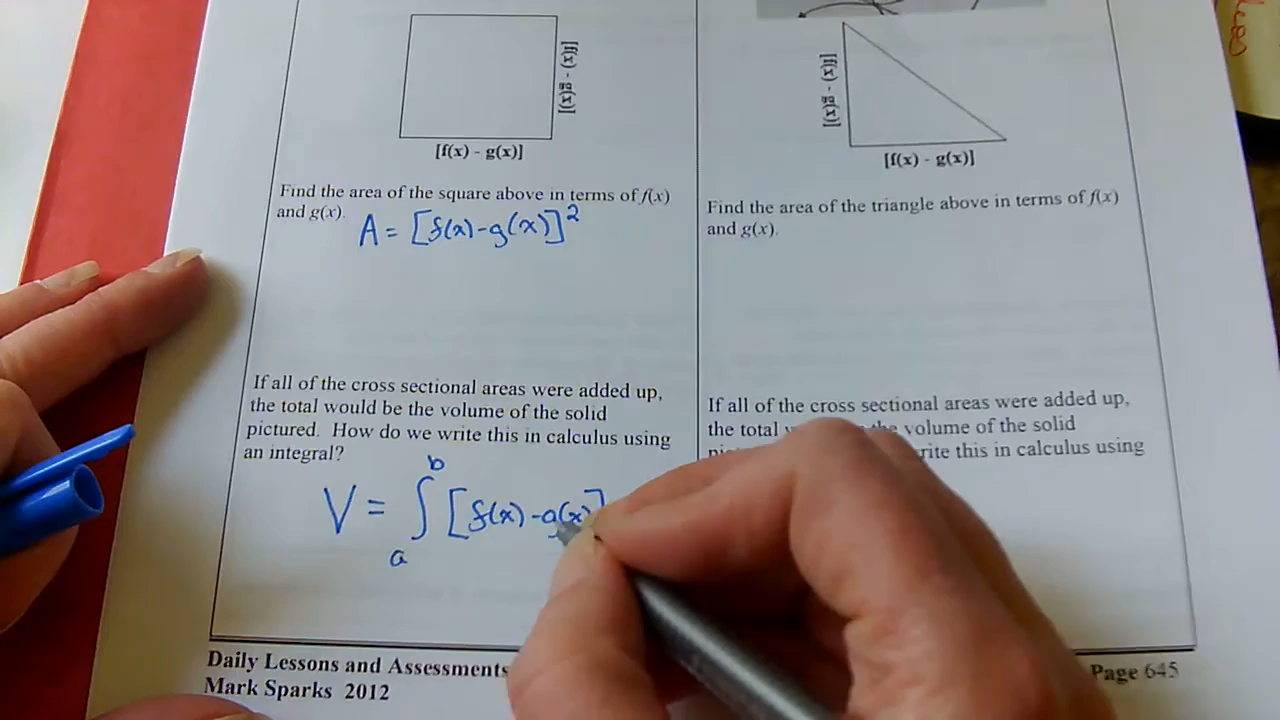 [f(x) - g(x)]
[f(x) - g(x)]
Find the area of the square above in terms of f(x)
and g(x).
A = [f(x)-g(x)]²
If all of the cross sectional areas were added up,
the total would be the volume of the solid
pictured. How do we write this in calculus using
an integral?
b
V = ∫ [f(x)-g(x)]
a
[f(x) - g(x)]
[f(x) - g(x)]
Find the area of the triangle above in terms of f(x)
and g(x).
If all of the cross sectional areas were added up,
the total volume of the solid
this in calculus using
Daily Lessons and Assessments
Mark Sparks 2012
Page 645